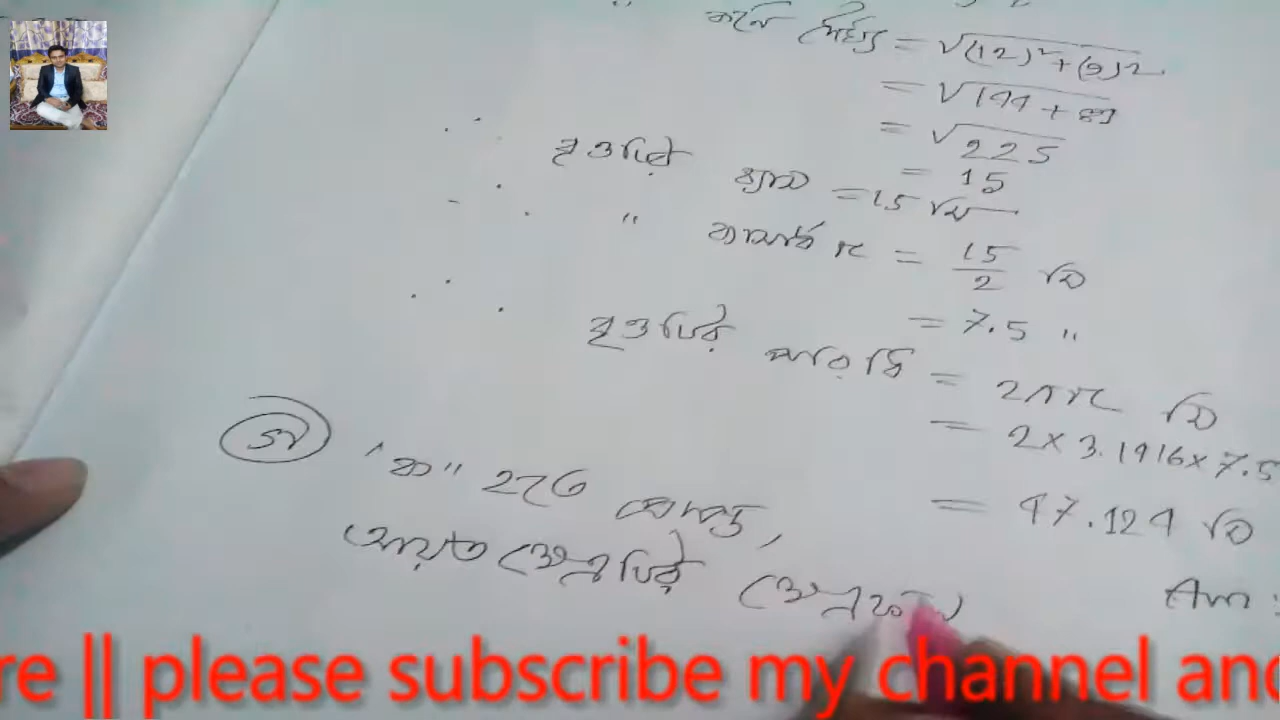 কর্ণের দৈর্ঘ্য = √(12)² + (9)²
= √144 + 81
= √225
= 15
∴ বৃত্তটির ব্যাস = 15 মি
∴ " ব্যাসার্ধ r = 15/2 মি
= 7.5 "
∴ বৃত্তটির পরিধি = 2πr মি
= 2 × 3.1416 × 7.5
= 47.124 মি
Ans:
গ "ক" হতে প্রাপ্ত,
আয়তক্ষেত্রটির ক্ষেত্রফল
re || please subscribe my channel and